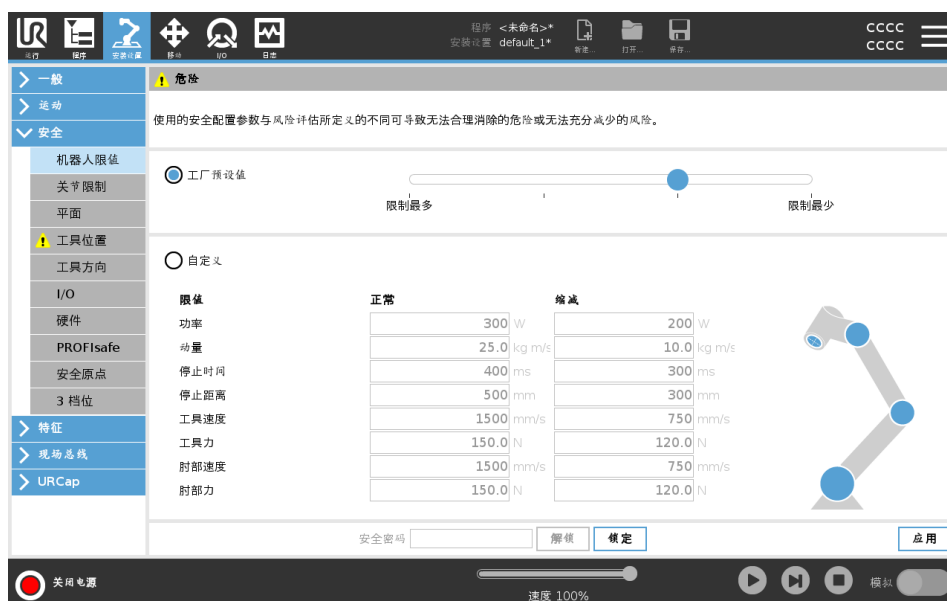 程序 <未命名>*
安装设置 default_1*
新建... 打开... 保存...
cccc
cccc
运行 程序 安装设置 移动 I/O 日志
一般
运动
安全
机器人限值
关节限制
平面
工具位置
工具方向
I/O
硬件
PROFIsafe
安全原点
3 档位
特征
现场总线
URCap
危险
使用的安全配置参数与风险评估所定义的不同可导致无法合理消除的危险或无法充分减少的风险。
工厂预设值
限制最多 限制最少
自定义
限值 正常 缩减
功率 300 W 200 W
动量 25.0 kg m/s 10.0 kg m/s
停止时间 400 ms 300 ms
停止距离 500 mm 300 mm
工具速度 1500 mm/s 750 mm/s
工具力 150.0 N 120.0 N
肘部速度 1500 mm/s 750 mm/s
肘部力 150.0 N 120.0 N
安全密码 解锁 锁定 应用
关闭电源
速度 100%
模拟